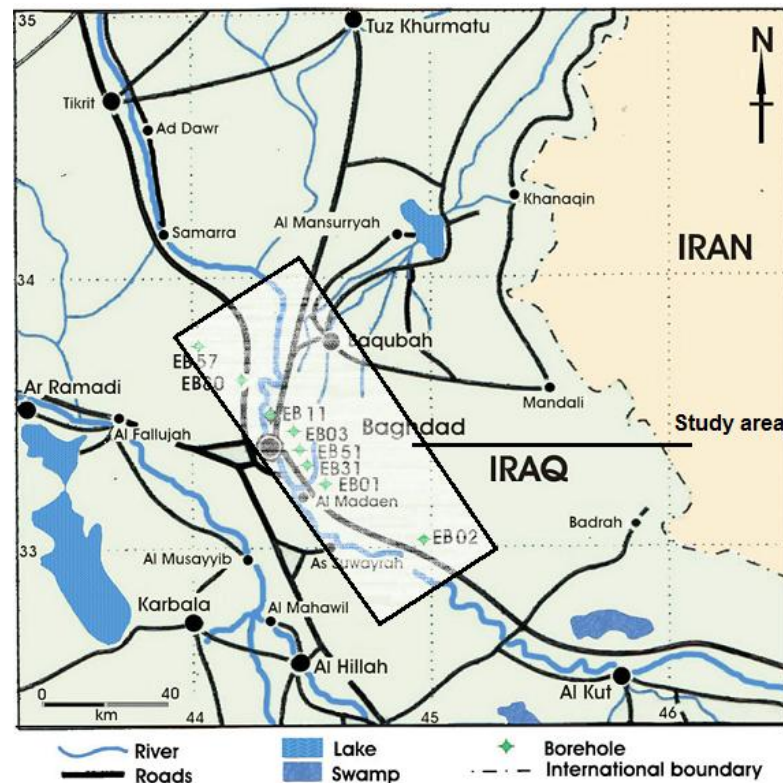 35
Tuz Khurmatu
N
Tikrit
Ad Dawr
Khanaqin
Al Mansurryah
Samarra
IRAN
34
Baqubah
EB57
EB80
Ar Ramadi
Mandali
EB11
Study area
Al Fallujah
EB03
Baghdad
EB51
IRAQ
EB31
EB01
Al Madaen
Badrah
EB02
33
As Suwayrah
Al Musayyib
Karbala
Al Mahawil
Al Hillah
Al Kut
0 40
km
44 45 46
River Lake Borehole
Roads Swamp International boundary